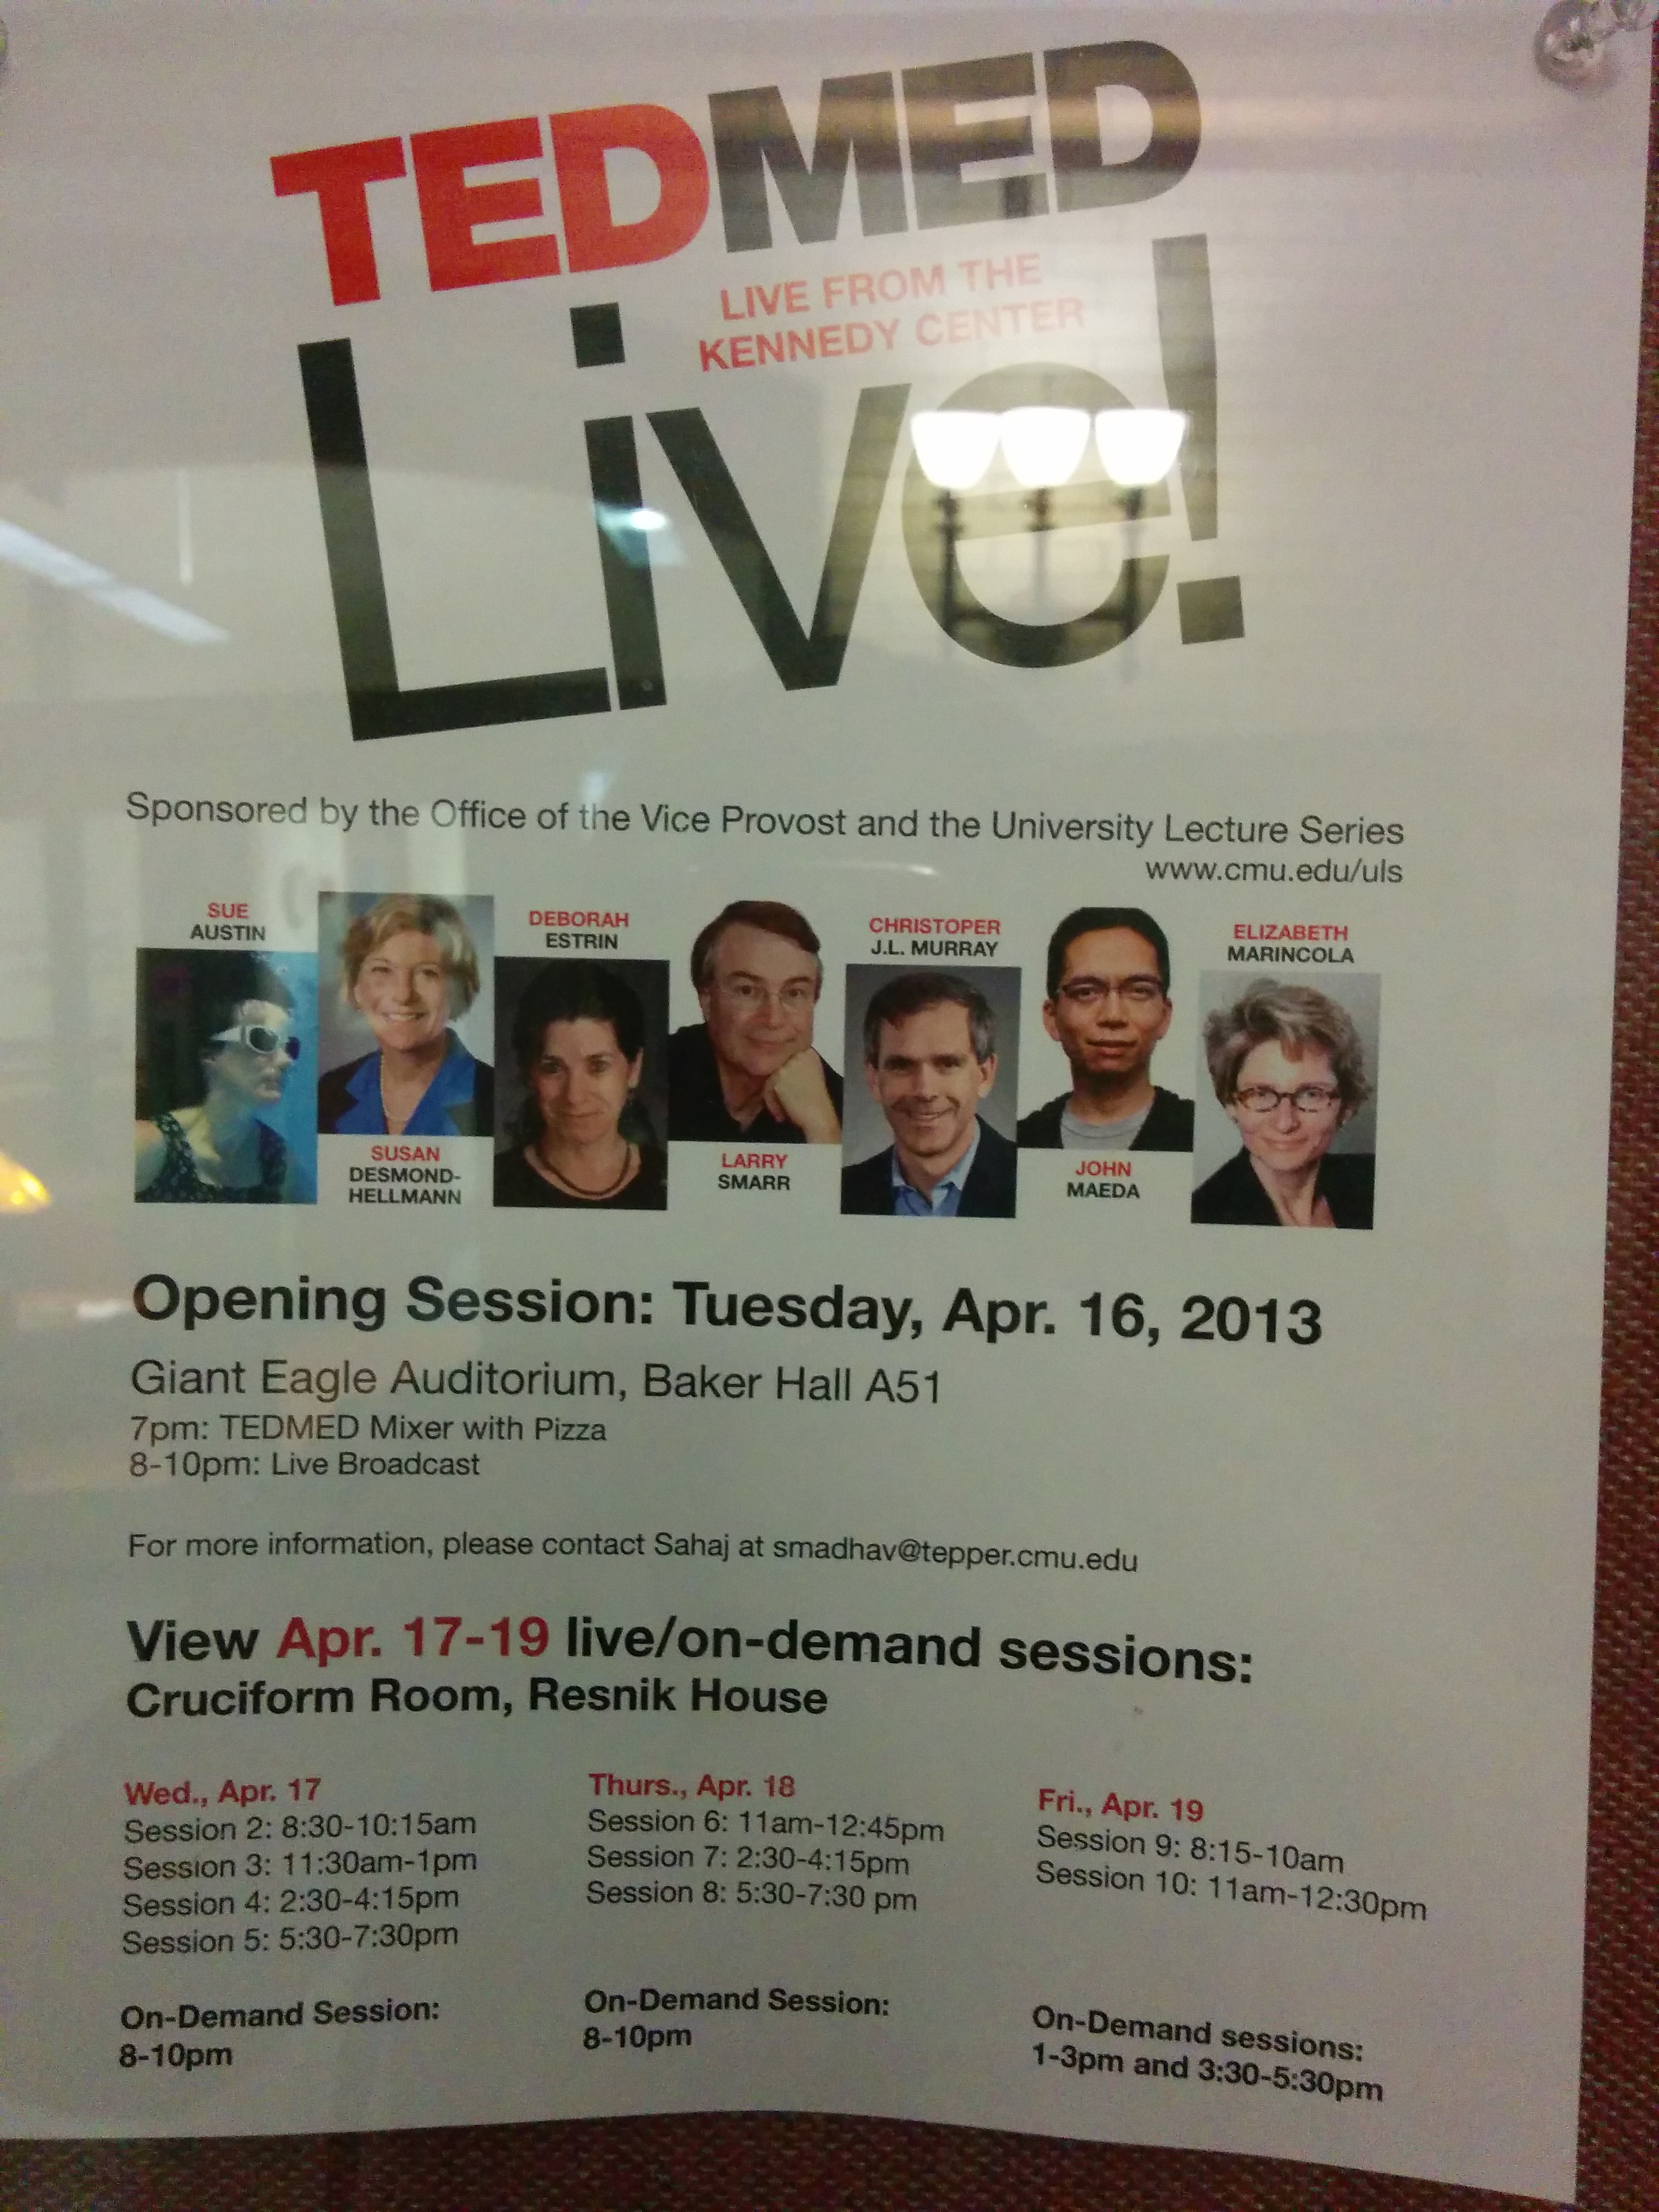 TEDMED
LIVE FROM THE
KENNEDY CENTER
Live!
Sponsored by the Office of the Vice Provost and the University Lecture Series
www.cmu.edu/uls
SUE
AUSTIN
SUSAN
DESMOND-
HELLMANN
DEBORAH
ESTRIN
LARRY
SMARR
CHRISTOPER
J.L. MURRAY
JOHN
MAEDA
ELIZABETH
MARINCOLA
Opening Session: Tuesday, Apr. 16, 2013
Giant Eagle Auditorium, Baker Hall A51
7pm: TEDMED Mixer with Pizza
8-10pm: Live Broadcast
For more information, please contact Sahaj at smadhav@tepper.cmu.edu
View Apr. 17-19 live/on-demand sessions:
Cruciform Room, Resnik House
Wed., Apr. 17
Session 2: 8:30-10:15am
Session 3: 11:30am-1pm
Session 4: 2:30-4:15pm
Session 5: 5:30-7:30pm
On-Demand Session:
8-10pm
Thurs., Apr. 18
Session 6: 11am-12:45pm
Session 7: 2:30-4:15pm
Session 8: 5:30-7:30 pm
On-Demand Session:
8-10pm
Fri., Apr. 19
Session 9: 8:15-10am
Session 10: 11am-12:30pm
On-Demand sessions:
1-3pm and 3:30-5:30pm